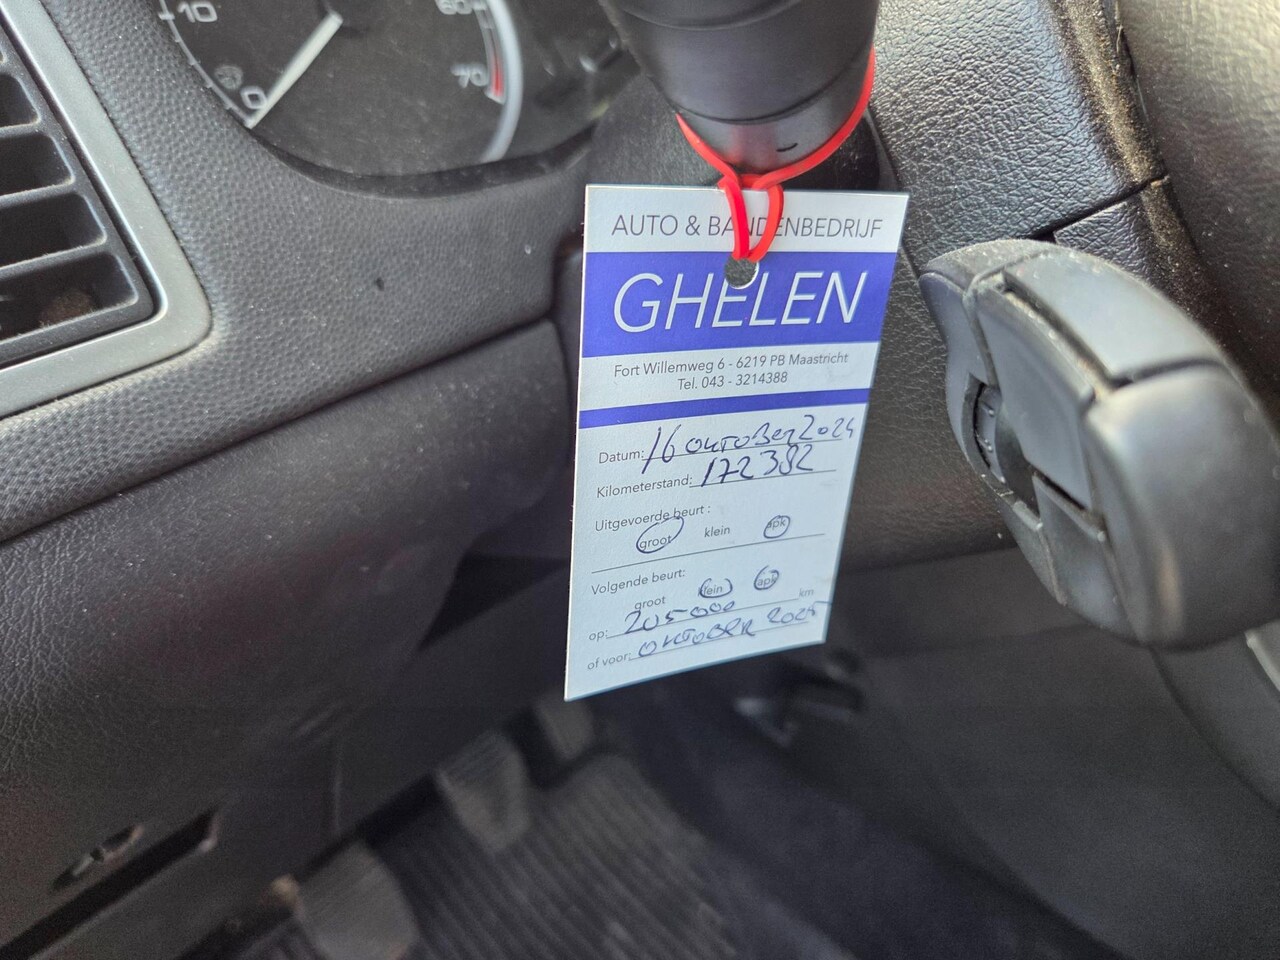 10
0
60
70
AUTO & BANDENBEDRIJF
GHELEN
Fort Willemweg 6 - 6219 PB Maastricht
Tel. 043 - 3214388
Datum: 16 oktober 2024
Kilometerstand: 172382
Uitgevoerde beurt :
groot klein apk
Volgende beurt:
groot klein apk
op: 205000 km
of voor: OKTOBER 2025